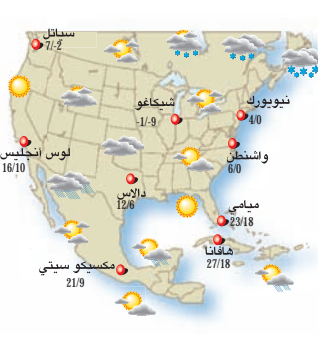 سياتل
7/-2
شيكاغو
-1/-9
نيويورك
4/0
واشنطن
6/0
لوس أنجليس
16/10
دالاس
12/6
ميامي
23/18
هافانا
27/18
مكسيكو سيتي
21/9